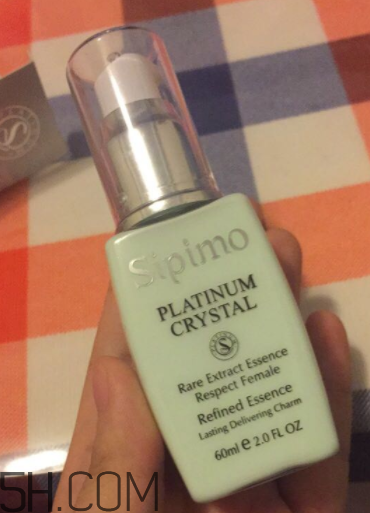 Sipimo
PLATINUM
CRYSTAL
S
Rare Extract Essence
Respect Female
Refined Essence
Lasting Delivering Charm
60ml e 2.0 FL OZ
5H.COM